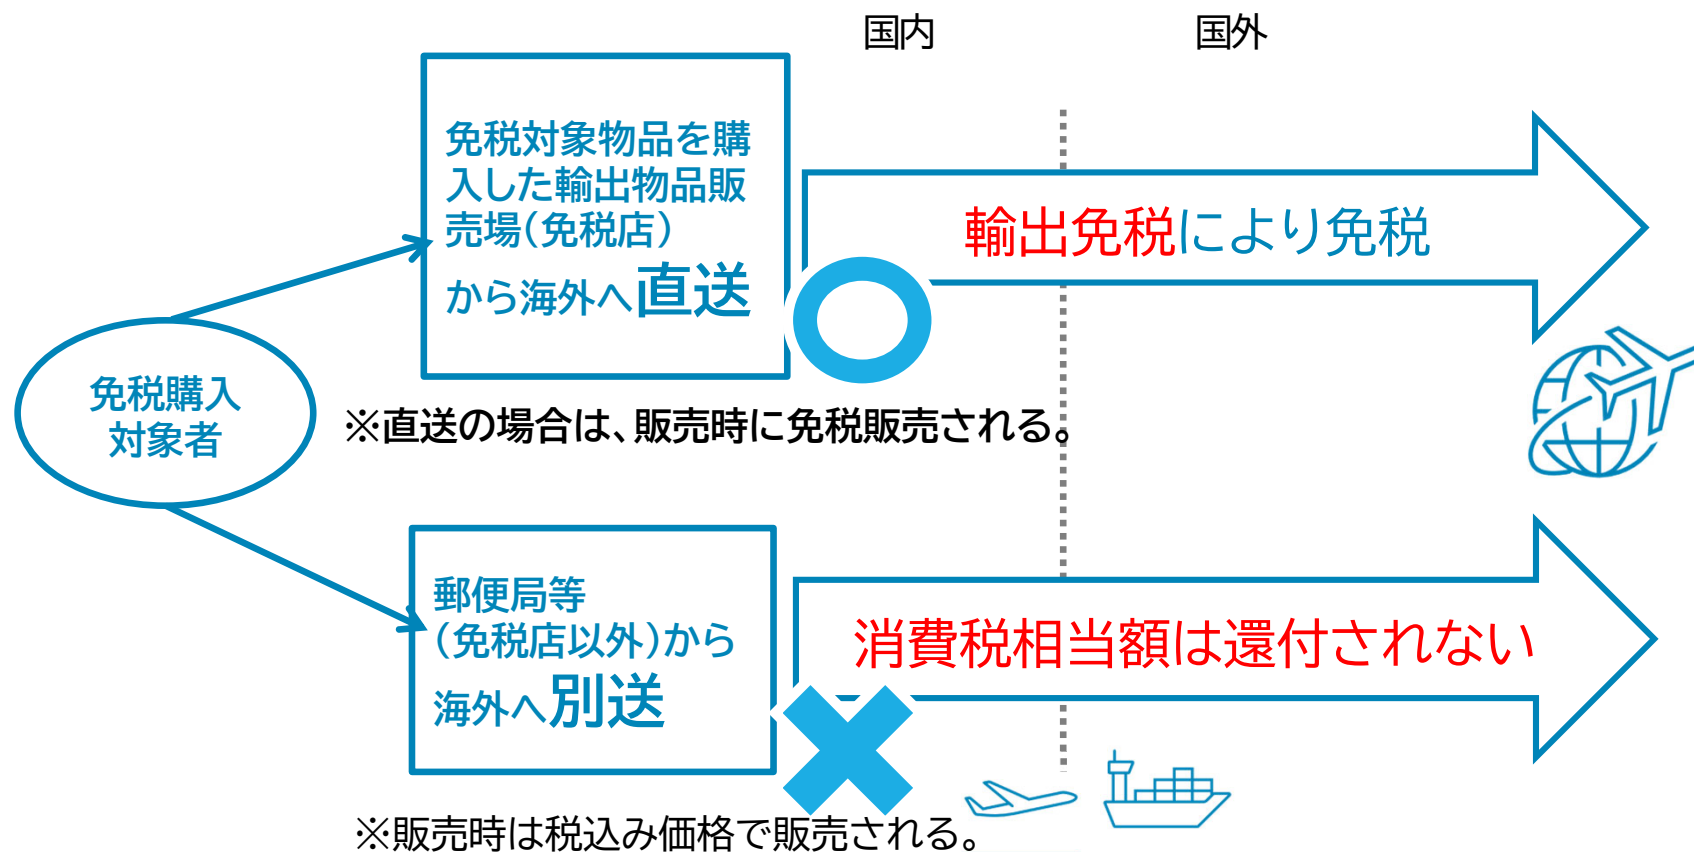 国内
国外
免税対象物品を購
入した輸出物品販
売場(免税店)
から海外へ直送
輸出免税により免税
免税購入
対象者
※直送の場合は、販売時に免税販売される。
郵便局等
(免税店以外)から
海外へ別送
消費税相当額は還付されない
※販売時は税込み価格で販売される。